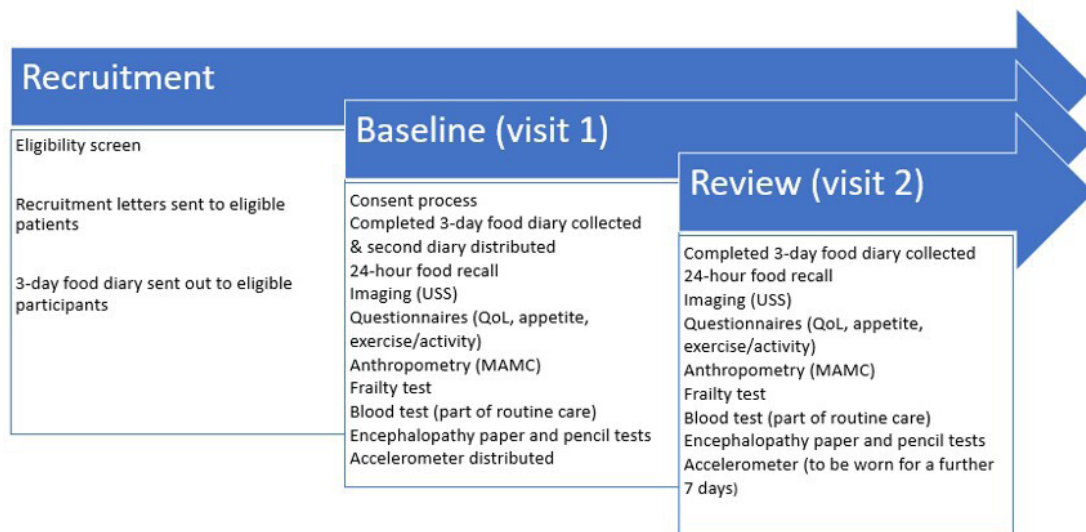 Recruitment
Eligibility screen
Recruitment letters sent to eligible
patients
3-day food diary sent out to eligible
participants
Baseline (visit 1)
Consent process
Completed 3-day food diary collected
& second diary distributed
24-hour food recall
Imaging (USS)
Questionnaires (QoL, appetite,
exercise/activity)
Anthropometry (MAMC)
Frailty test
Blood test (part of routine care)
Encephalopathy paper and pencil tests
Accelerometer distributed
Review (visit 2)
Completed 3-day food diary collected
24-hour food recall
Imaging (USS)
Questionnaires (QoL, appetite,
exercise/activity)
Anthropometry (MAMC)
Frailty test
Blood test (part of routine care)
Encephalopathy paper and pencil tests
Accelerometer (to be worn for a further
7 days)